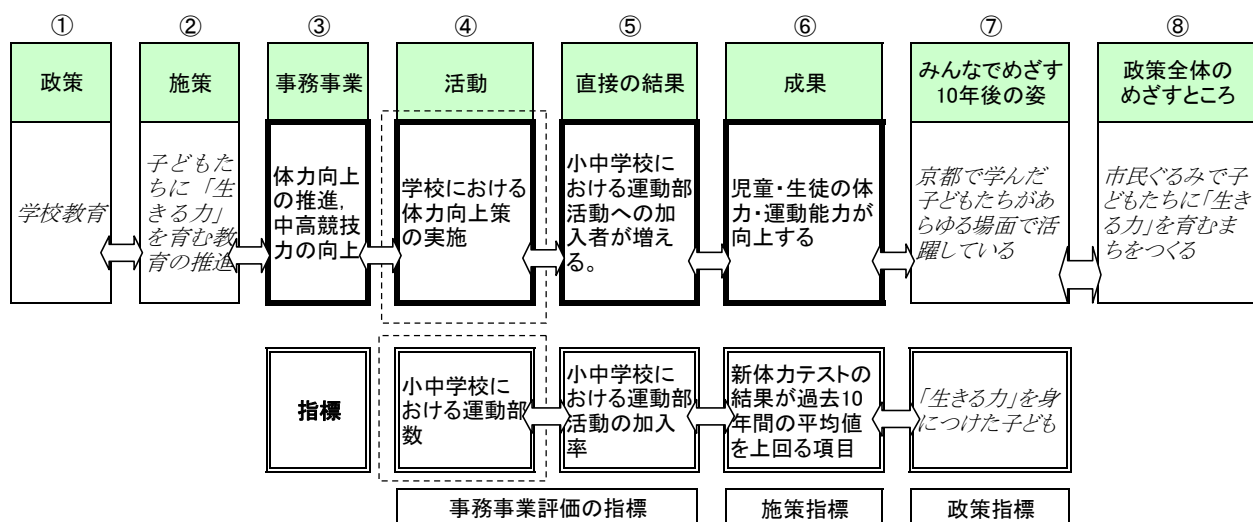 ①
②
③
④
⑤
⑥
⑦
⑧
政策
施策
事務事業
活動
直接の結果
成果
みんなでめざす
10年後の姿
政策全体の
めざすところ
学校教育
子どもた
ちに「生
きる力」
を育む教
育の推進
体力向上
の推進,
中高競技
力の向上
学校における
体力向上策
の実施
小中学校に
おける運動部
活動への加
入者が増え
る。
児童・生徒の体
力・運動能力が
向上する
京都で学んだ
子どもたちがあ
らゆる場面で活
躍している
市民ぐるみで子
どもたちに「生き
る力」を育むま
ちをつくる
指標
小中学校に
おける運動部
数
小中学校に
おける運動部
活動の加入
率
新体力テストの
結果が過去10
年間の平均値
を上回る項目
「生きる力」を身
につけた子ども
事務事業評価の指標
施策指標
政策指標